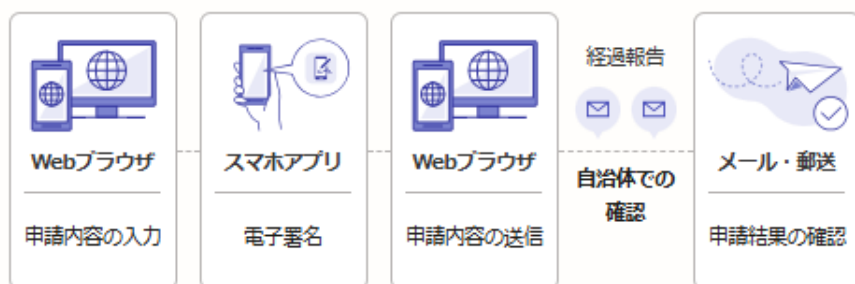 Webブラウザ
申請内容の入力
スマホアプリ
電子署名
Webブラウザ
申請内容の送信
経過報告
自治体での
確認
メール・郵送
申請結果の確認